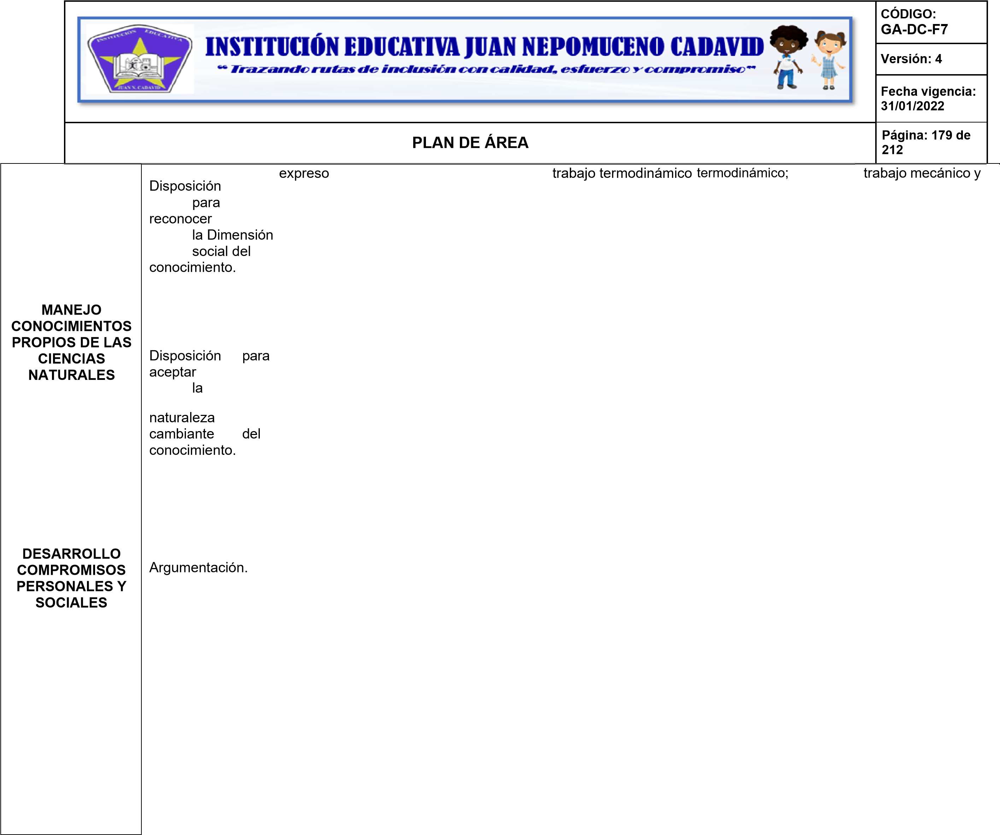 INSTITUCIÓN EDUCATIVA
JUAN N. CADAVID
INSTITUCIÓN EDUCATIVA JUAN NEPOMUCENO CADAVID
“ Trazando rutas de inclusión con calidad, esfuerzo y compromiso”
CÓDIGO:
GA-DC-F7
Versión: 4
Fecha vigencia:
31/01/2022
PLAN DE ÁREA
Página: 179 de
212
expreso trabajo termodinámico termodinámico; trabajo mecánico y
Disposición
para
reconocer
la Dimensión
social del
conocimiento.
MANEJO
CONOCIMIENTOS
PROPIOS DE LAS
CIENCIAS
NATURALES
Disposición para
aceptar
la
naturaleza
cambiante del
conocimiento.
DESARROLLO
COMPROMISOS
PERSONALES Y
SOCIALES
Argumentación.